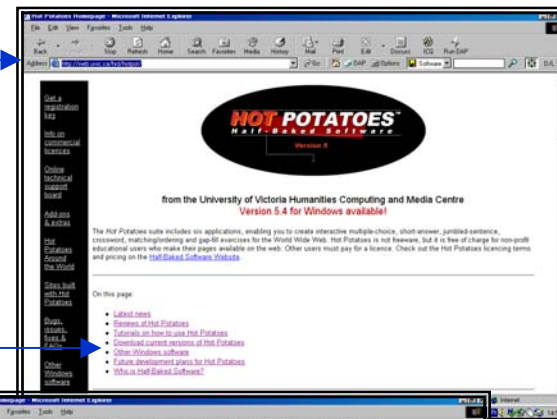 Hot Potatoes Homepage - Microsoft Internet Explorer
File Edit View Favorites Tools Help
Back Stop Refresh Home Search Favorites Media History Mail Print Edit Discuss ICQ Run DAP
Address http://web.uvic.ca/hrd/hotpot/ Go DAP Options Software
Get a
registration
key
Info on
commercial
licences
Online
technical
support
board
Add-ons
& extras
Hot
Potatoes
Around
the World
Sites built
with Hot
Potatoes
Bugs,
issues,
fixes &
FAQs
Other
Windows
software
HOT POTATOES™
Half-Baked Software
Version 5
from the University of Victoria Humanities Computing and Media Centre
Version 5.4 for Windows available!
The Hot Potatoes suite includes six applications, enabling you to create interactive multiple-choice, short-answer, jumbled-sentence,
crossword, matching/ordering and gap-fill exercises for the World Wide Web. Hot Potatoes is not freeware, but it is free of charge for non-profit
educational users who make their pages available on the web. Other users must pay for a licence. Check out the Hot Potatoes licencing terms
and pricing on the Half-Baked Software Website.
On this page:
Latest news
Reviews of Hot Potatoes
Tutorials on how to use Hot Potatoes
Download current versions of Hot Potatoes
Other Windows software
Future development plans for Hot Potatoes
Who is Half-Baked Software?
Homepage - Microsoft Internet Explorer
Internet
Favorites Tools Help